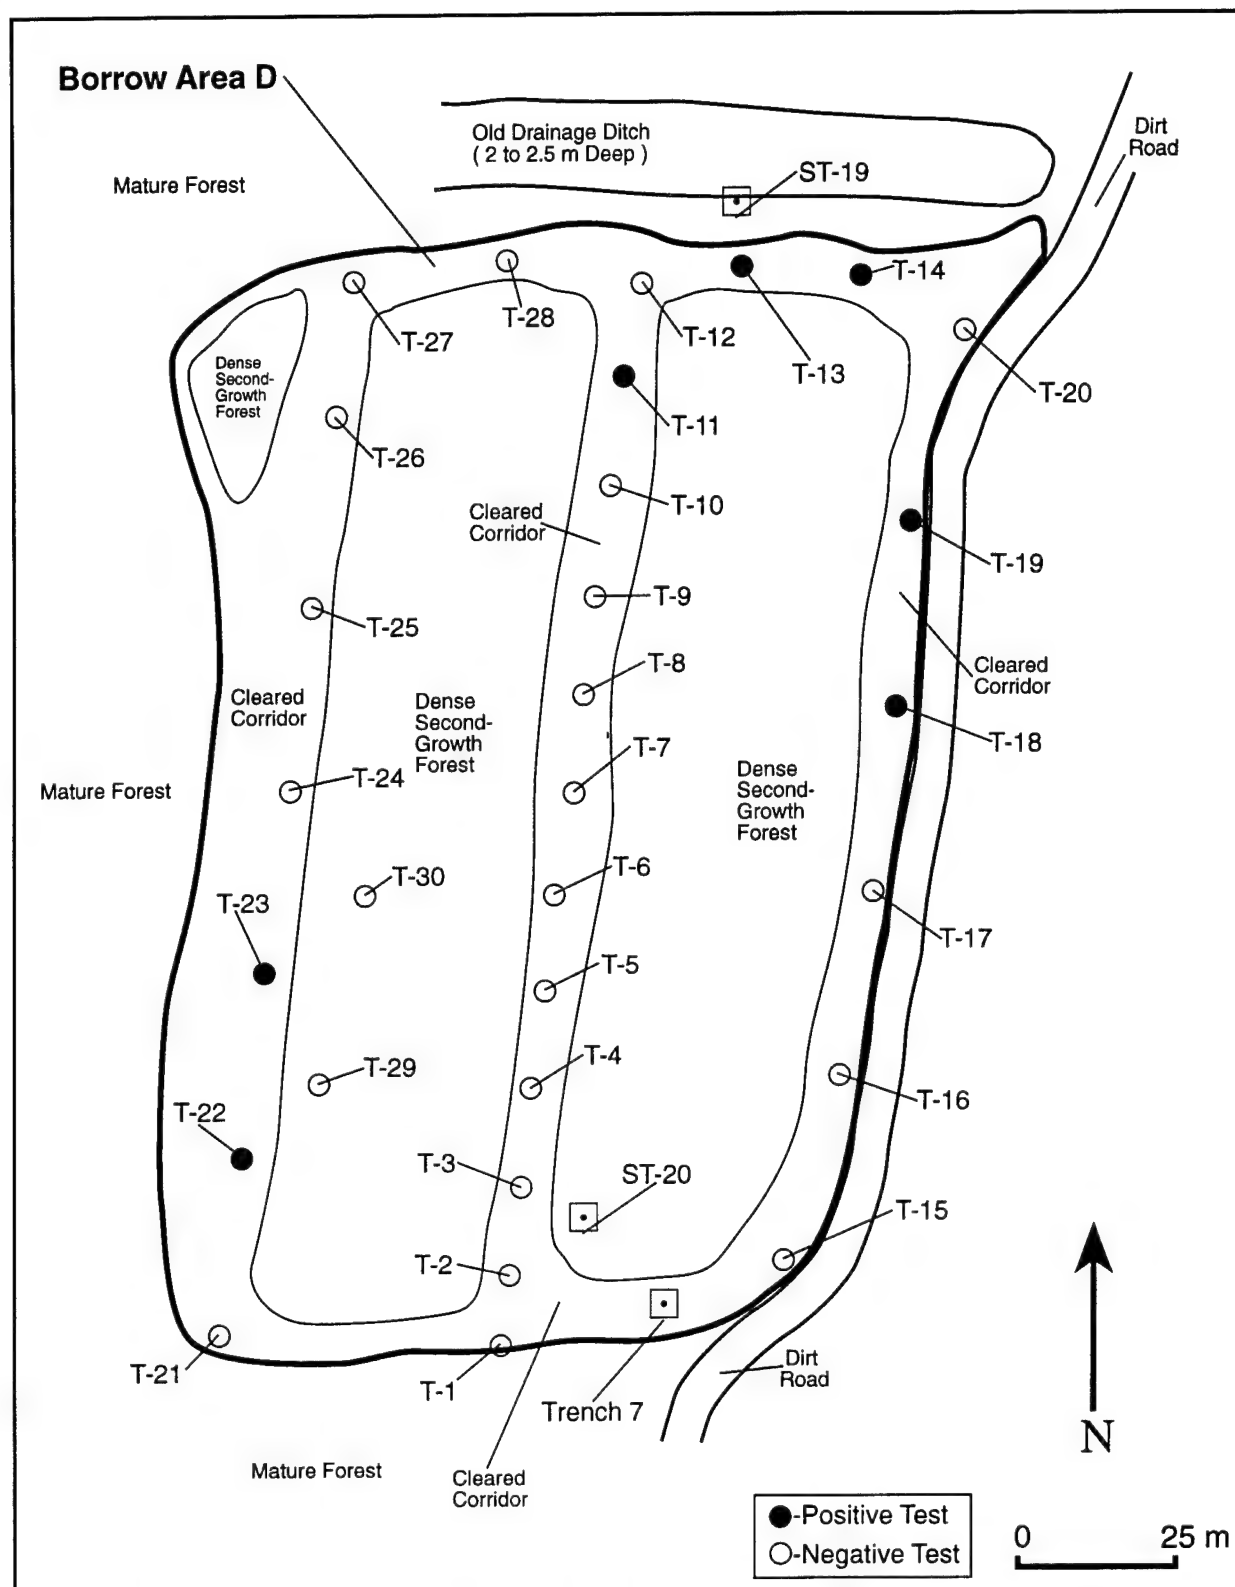 Borrow Area D
Old Drainage Ditch
( 2 to 2.5 m Deep )
Dirt
Road
Mature Forest
ST-19
T-14
T-28
T-27
T-12
T-13
T-20
Dense
Second-
Growth
Forest
T-11
T-26
Cleared
Corridor
T-10
T-19
T-9
T-25
T-8
Cleared
Corridor
Cleared
Corridor
Dense
Second-
Growth
Forest
T-7
T-18
T-24
Mature Forest
Dense
Second-
Growth
Forest
T-6
T-30
T-23
T-17
T-5
T-4
T-29
T-16
T-22
T-3
ST-20
T-15
T-2
T-21
T-1
Trench 7
Dirt
Road
N
Mature Forest
Cleared
Corridor
-Positive Test
-Negative Test
0 25 m